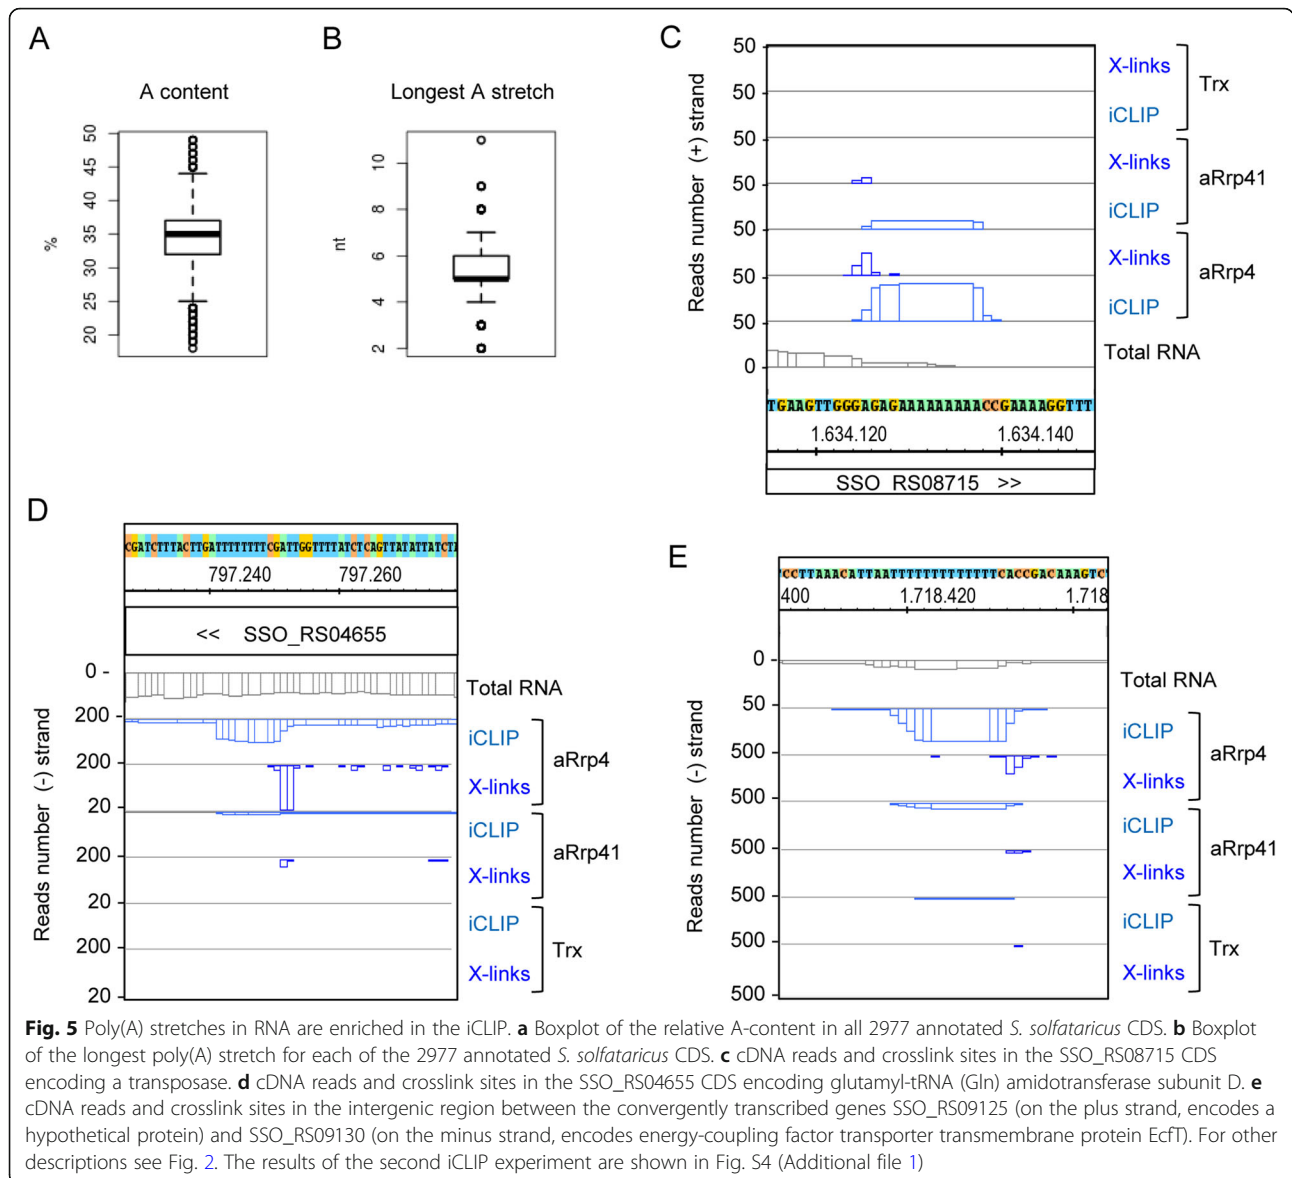 A
B
C
A content
Longest A stretch
%
50
45
40
35
30
25
20
nt
10
8
6
4
2
Reads number (+) strand
50
50
50
50
50
50
50
0
X-links
iCLIP
Trx
X-links
iCLIP
aRrp41
X-links
iCLIP
aRrp4
Total RNA
TGAAGTTGGGAGAGAAAAAAAAACCGAAAAGGTTT
1.634.120
1.634.140
SSO_RS08715 >>
D
CGATCTTTACTTGATTTTTTTTCGATTGGTTTTATCTCAGTTATATTATCTA
797.240
797.260
<< SSO_RS04655
Reads number (-) strand
0 -
200
200
20
200
20
200
20
Total RNA
iCLIP
X-links
aRrp4
iCLIP
X-links
aRrp41
iCLIP
X-links
Trx
E
CCTTAAACATTAATTTTTTTTTTTTTCACCGACAAAGTC
400
1.718.420
1.718
Reads number (-) strand
0
50
500
500
500
500
500
500
Total RNA
iCLIP
X-links
aRrp4
iCLIP
X-links
aRrp41
iCLIP
X-links
Trx
Fig. 5 Poly(A) stretches in RNA are enriched in the iCLIP. a Boxplot of the relative A-content in all 2977 annotated S. solfataricus CDS. b Boxplot
of the longest poly(A) stretch for each of the 2977 annotated S. solfataricus CDS. c cDNA reads and crosslink sites in the SSO_RS08715 CDS
encoding a transposase. d cDNA reads and crosslink sites in the SSO_RS04655 CDS encoding glutamyl-tRNA (Gln) amidotransferase subunit D. e
cDNA reads and crosslink sites in the intergenic region between the convergently transcribed genes SSO_RS09125 (on the plus strand, encodes a
hypothetical protein) and SSO_RS09130 (on the minus strand, encodes energy-coupling factor transporter transmembrane protein EcfT). For other
descriptions see Fig. 2. The results of the second iCLIP experiment are shown in Fig. S4 (Additional file 1)